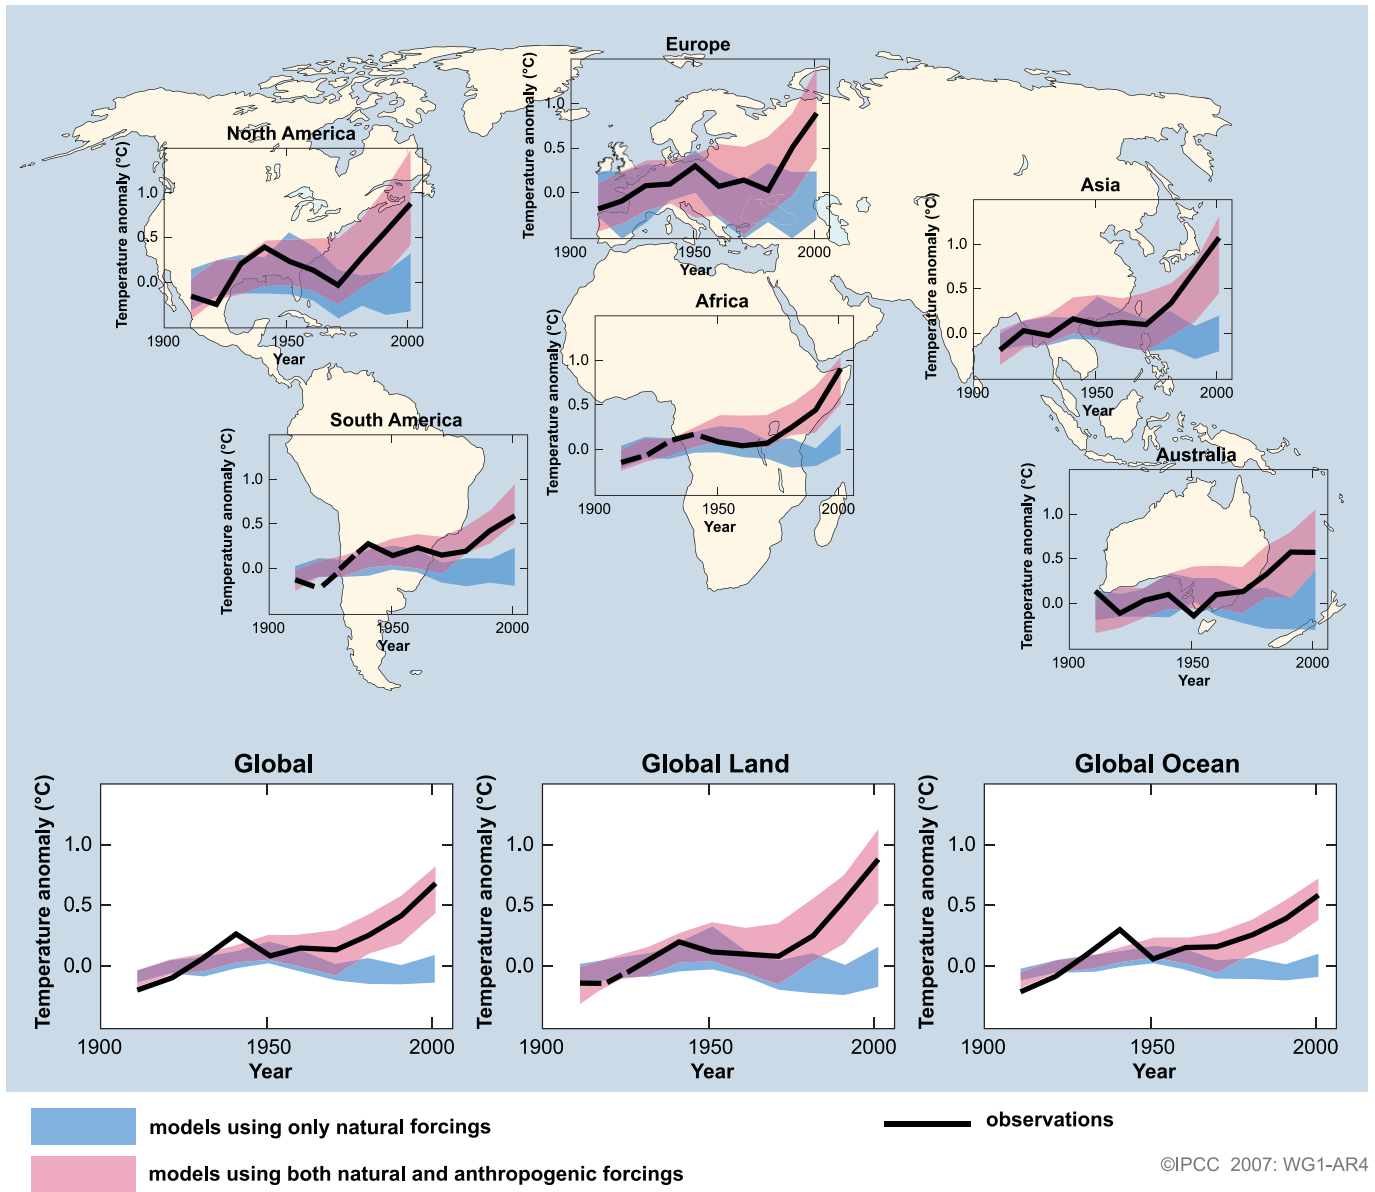 Europe
Temperature anomaly (°C)
1.0
0.5
0.0
1900
1950
2000
Year
North America
Temperature anomaly (°C)
1.0
0.5
0.0
1900
1950
2000
Year
Asia
Temperature anomaly (°C)
1.0
0.5
0.0
1900
1950
2000
Year
Africa
Temperature anomaly (°C)
1.0
0.5
0.0
1900
1950
2000
Year
South America
Temperature anomaly (°C)
1.0
0.5
0.0
1900
1950
2000
Year
Australia
Temperature anomaly (°C)
1.0
0.5
0.0
1900
1950
2000
Year
Global
Temperature anomaly (°C)
1.0
0.5
0.0
1900
1950
2000
Year
Global Land
Temperature anomaly (°C)
1.0
0.5
0.0
1900
1950
2000
Year
Global Ocean
Temperature anomaly (°C)
1.0
0.5
0.0
1900
1950
2000
Year
models using only natural forcings
observations
models using both natural and anthropogenic forcings
©IPCC 2007: WG1-AR4